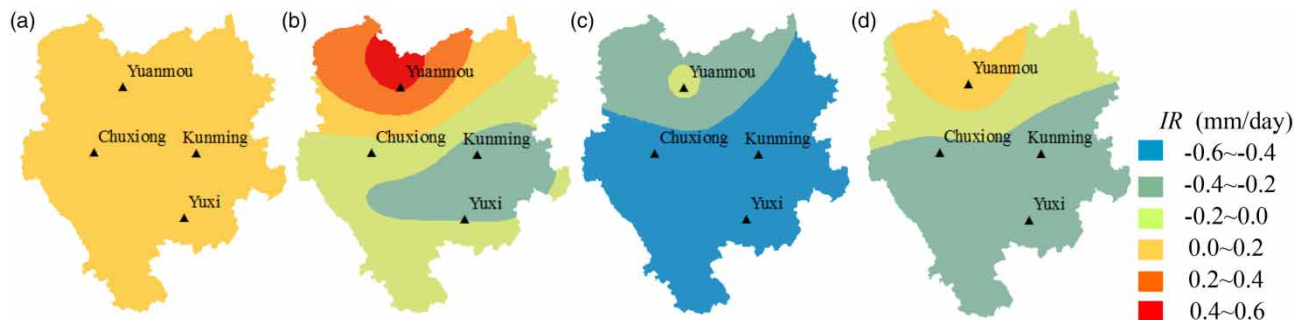 (a)
Yuanmou
Chuxiong
Kunming
Yuxi
(b)
Yuanmou
Chuxiong
Kunming
Yuxi
(c)
Yuanmou
Chuxiong
Kunming
Yuxi
(d)
Yuanmou
Chuxiong
Kunming
Yuxi
IR (mm/day)
-0.6~-0.4
-0.4~-0.2
-0.2~0.0
0.0~0.2
0.2~0.4
0.4~0.6